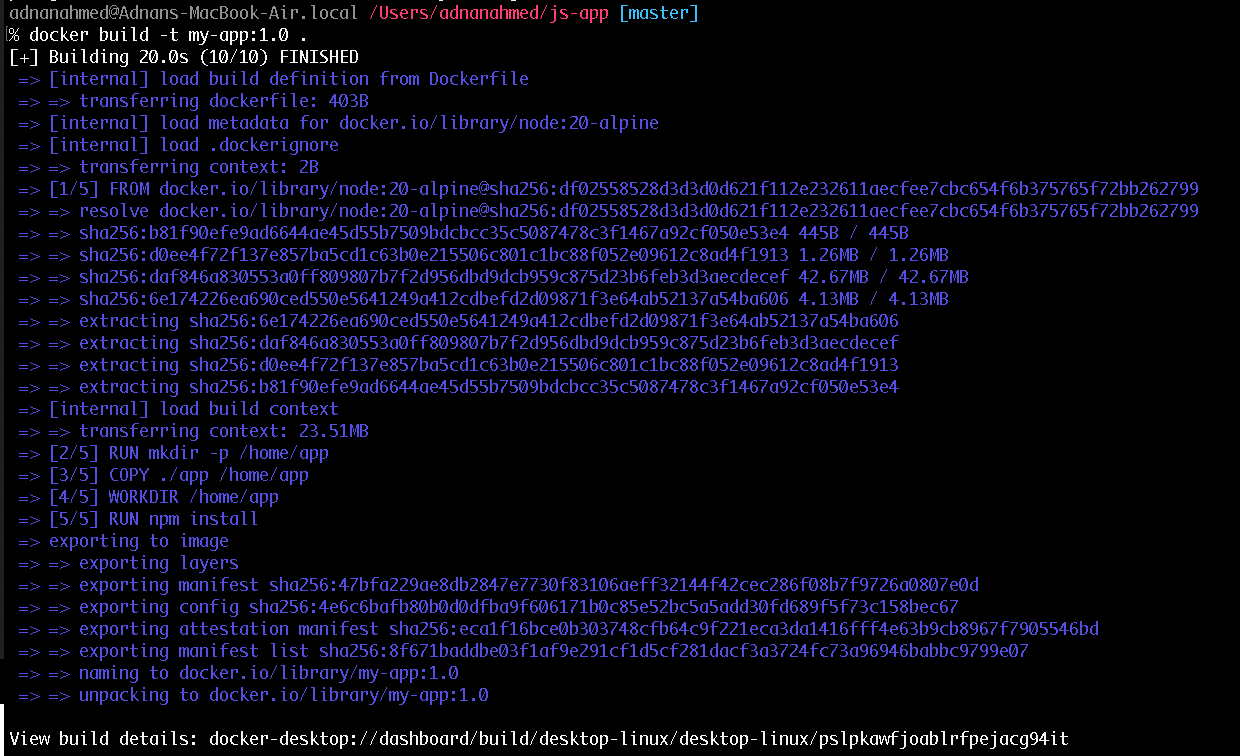 adnanahmed@Adnans-MacBook-Air.local /Users/adnanahmed/js-app [master]
% docker build -t my-app:1.0 .
[+] Building 20.0s (10/10) FINISHED
=> [internal] load build definition from Dockerfile
=> => transferring dockerfile: 403B
=> [internal] load metadata for docker.io/library/node:20-alpine
=> [internal] load .dockerignore
=> => transferring context: 2B
=> [1/5] FROM docker.io/library/node:20-alpine@sha256:df02558528d3d3d0d621f112e232611aecfee7cbc654f6b375765f72bb262799
=> => resolve docker.io/library/node:20-alpine@sha256:df02558528d3d3d0d621f112e232611aecfee7cbc654f6b375765f72bb262799
=> => sha256:b81f90efe9ad6644ae45d55b7509bdcbcc35c5087478c3f1467a92cf050e53e4 445B / 445B
=> => sha256:d0ee4f72f137e857ba5cd1c63b0e215506c801c1bc88f052e09612c8ad4f1913 1.26MB / 1.26MB
=> => sha256:daf846a830553a0ff809807b7f2d956dbd9dcb959c875d23b6feb3d3aecdecef 42.67MB / 42.67MB
=> => sha256:6e174226ea690ced550e5641249a412cdbefd2d09871f3e64ab52137a54ba606 4.13MB / 4.13MB
=> => extracting sha256:6e174226ea690ced550e5641249a412cdbefd2d09871f3e64ab52137a54ba606
=> => extracting sha256:daf846a830553a0ff809807b7f2d956dbd9dcb959c875d23b6feb3d3aecdecef
=> => extracting sha256:d0ee4f72f137e857ba5cd1c63b0e215506c801c1bc88f052e09612c8ad4f1913
=> => extracting sha256:b81f90efe9ad6644ae45d55b7509bdcbcc35c5087478c3f1467a92cf050e53e4
=> [internal] load build context
=> => transferring context: 23.51MB
=> [2/5] RUN mkdir -p /home/app
=> [3/5] COPY ./app /home/app
=> [4/5] WORKDIR /home/app
=> [5/5] RUN npm install
=> exporting to image
=> => exporting layers
=> => exporting manifest sha256:47bfa229ae8db2847e7730f83106aeff32144f42cec286f08b7f9726a0807e0d
=> => exporting config sha256:4e6c6bafb80b0d0dfba9f606171b0c85e52bc5a5add30fd689f5f73c158bec67
=> => exporting attestation manifest sha256:eca1f16bce0b303748cfb64c9f221eca3da1416fff4e63b9cb8967f7905546bd
=> => exporting manifest list sha256:8f671baddbe03f1af9e291cf1d5cf281dacf3a3724fc73a96946babbc9799e07
=> => naming to docker.io/library/my-app:1.0
=> => unpacking to docker.io/library/my-app:1.0
View build details: docker-desktop://dashboard/build/desktop-linux/desktop-linux/pslpkawfjoablrfpejacg94it